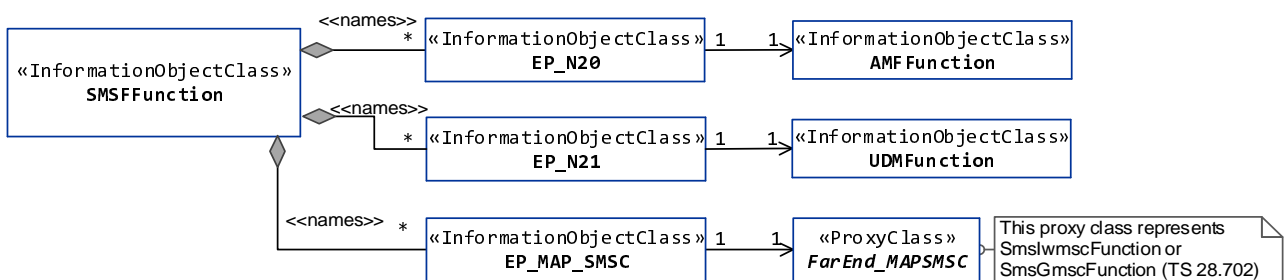 <<names>>
«InformationObjectClass»
SMSFFunction
*
«InformationObjectClass»
EP_N20
1
1
«InformationObjectClass»
AMFFunction
<<names>>
*
«InformationObjectClass»
EP_N21
1
1
«InformationObjectClass»
UDMFunction
<<names>>
*
«InformationObjectClass»
EP_MAP_SMSC
1
1
«ProxyClass»
FarEnd_MAPSMSC
This proxy class represents
SmsIwmscFunction or
SmsGmscFunction (TS 28.702)